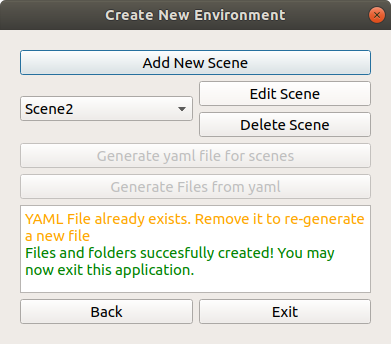 Create New Environment
Add New Scene
Scene2
Edit Scene
Delete Scene
Generate yaml file for scenes
Generate Files from yaml
YAML File already exists. Remove it to re-generate
a new file
Files and folders succesfully created! You may
now exit this application.
Back
Exit